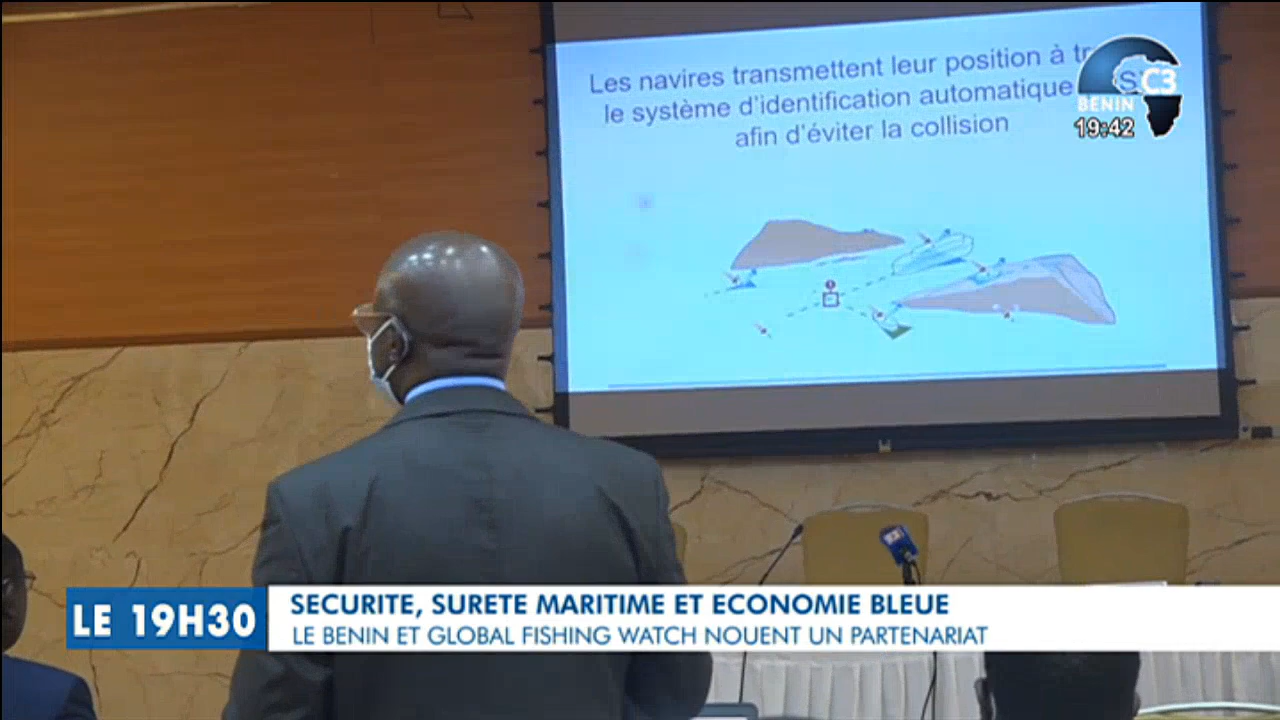 Les navires transmettent leur position à
le système d'identification automatique
afin d'éviter la collision
SC3
BENIN
19:42
LE 19H30
SECURITE, SURETE MARITIME ET ECONOMIE BLEUE
LE BENIN ET GLOBAL FISHING WATCH NOUENT UN PARTENARIAT